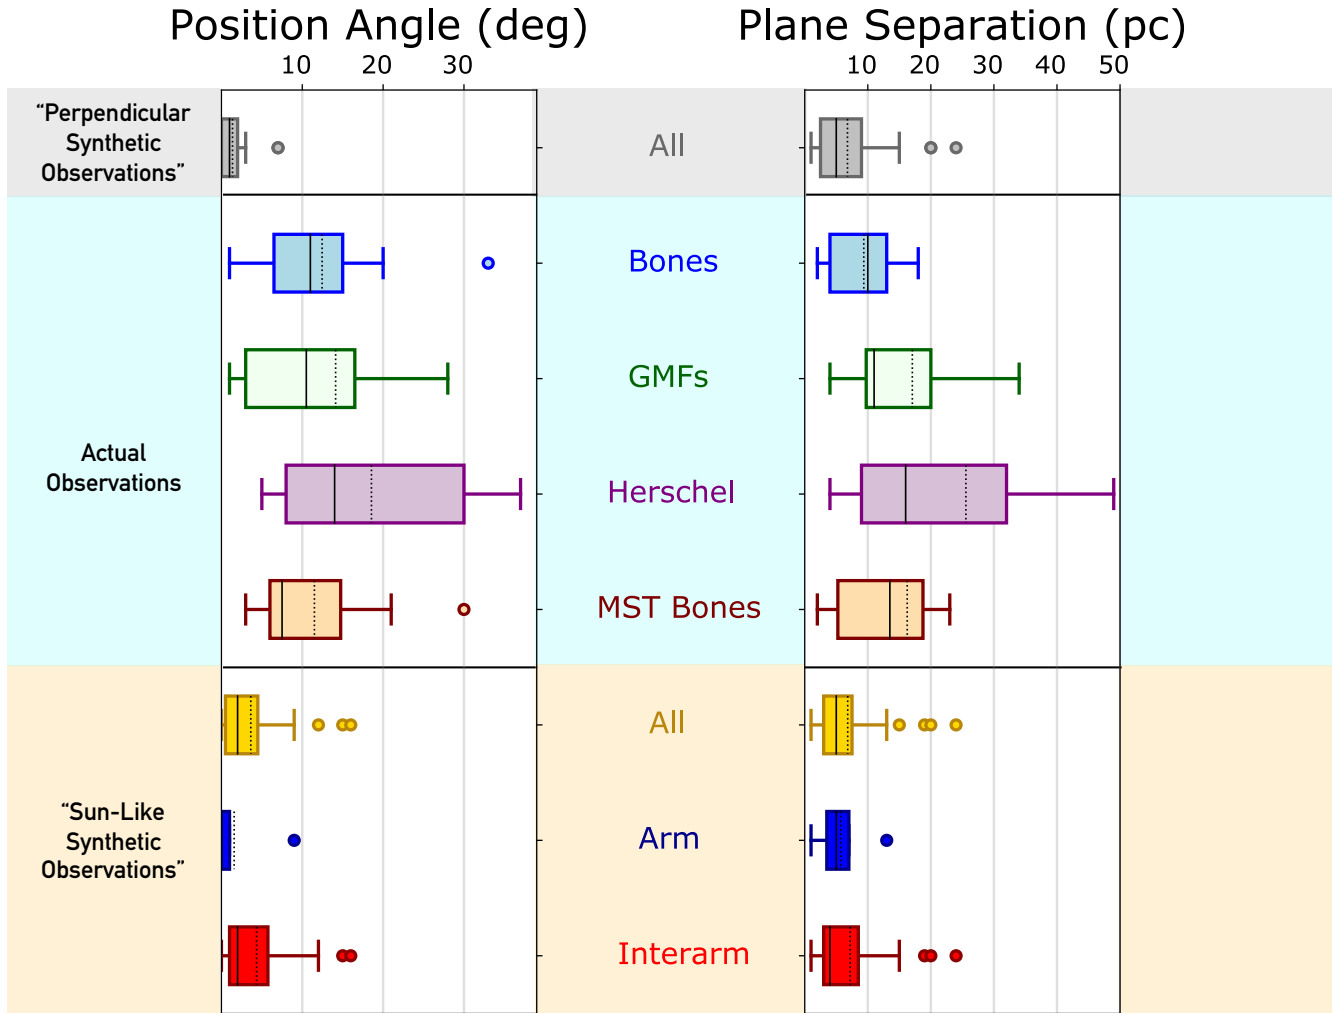 Position Angle (deg) Plane Separation (pc)
10 20 30 10 20 30 40 50
“Perpendicular
Synthetic
Observations”
All
Bones
GMFs
Actual
Observations
Herschel
MST Bones
All
“Sun-Like
Synthetic
Observations”
Arm
Interarm